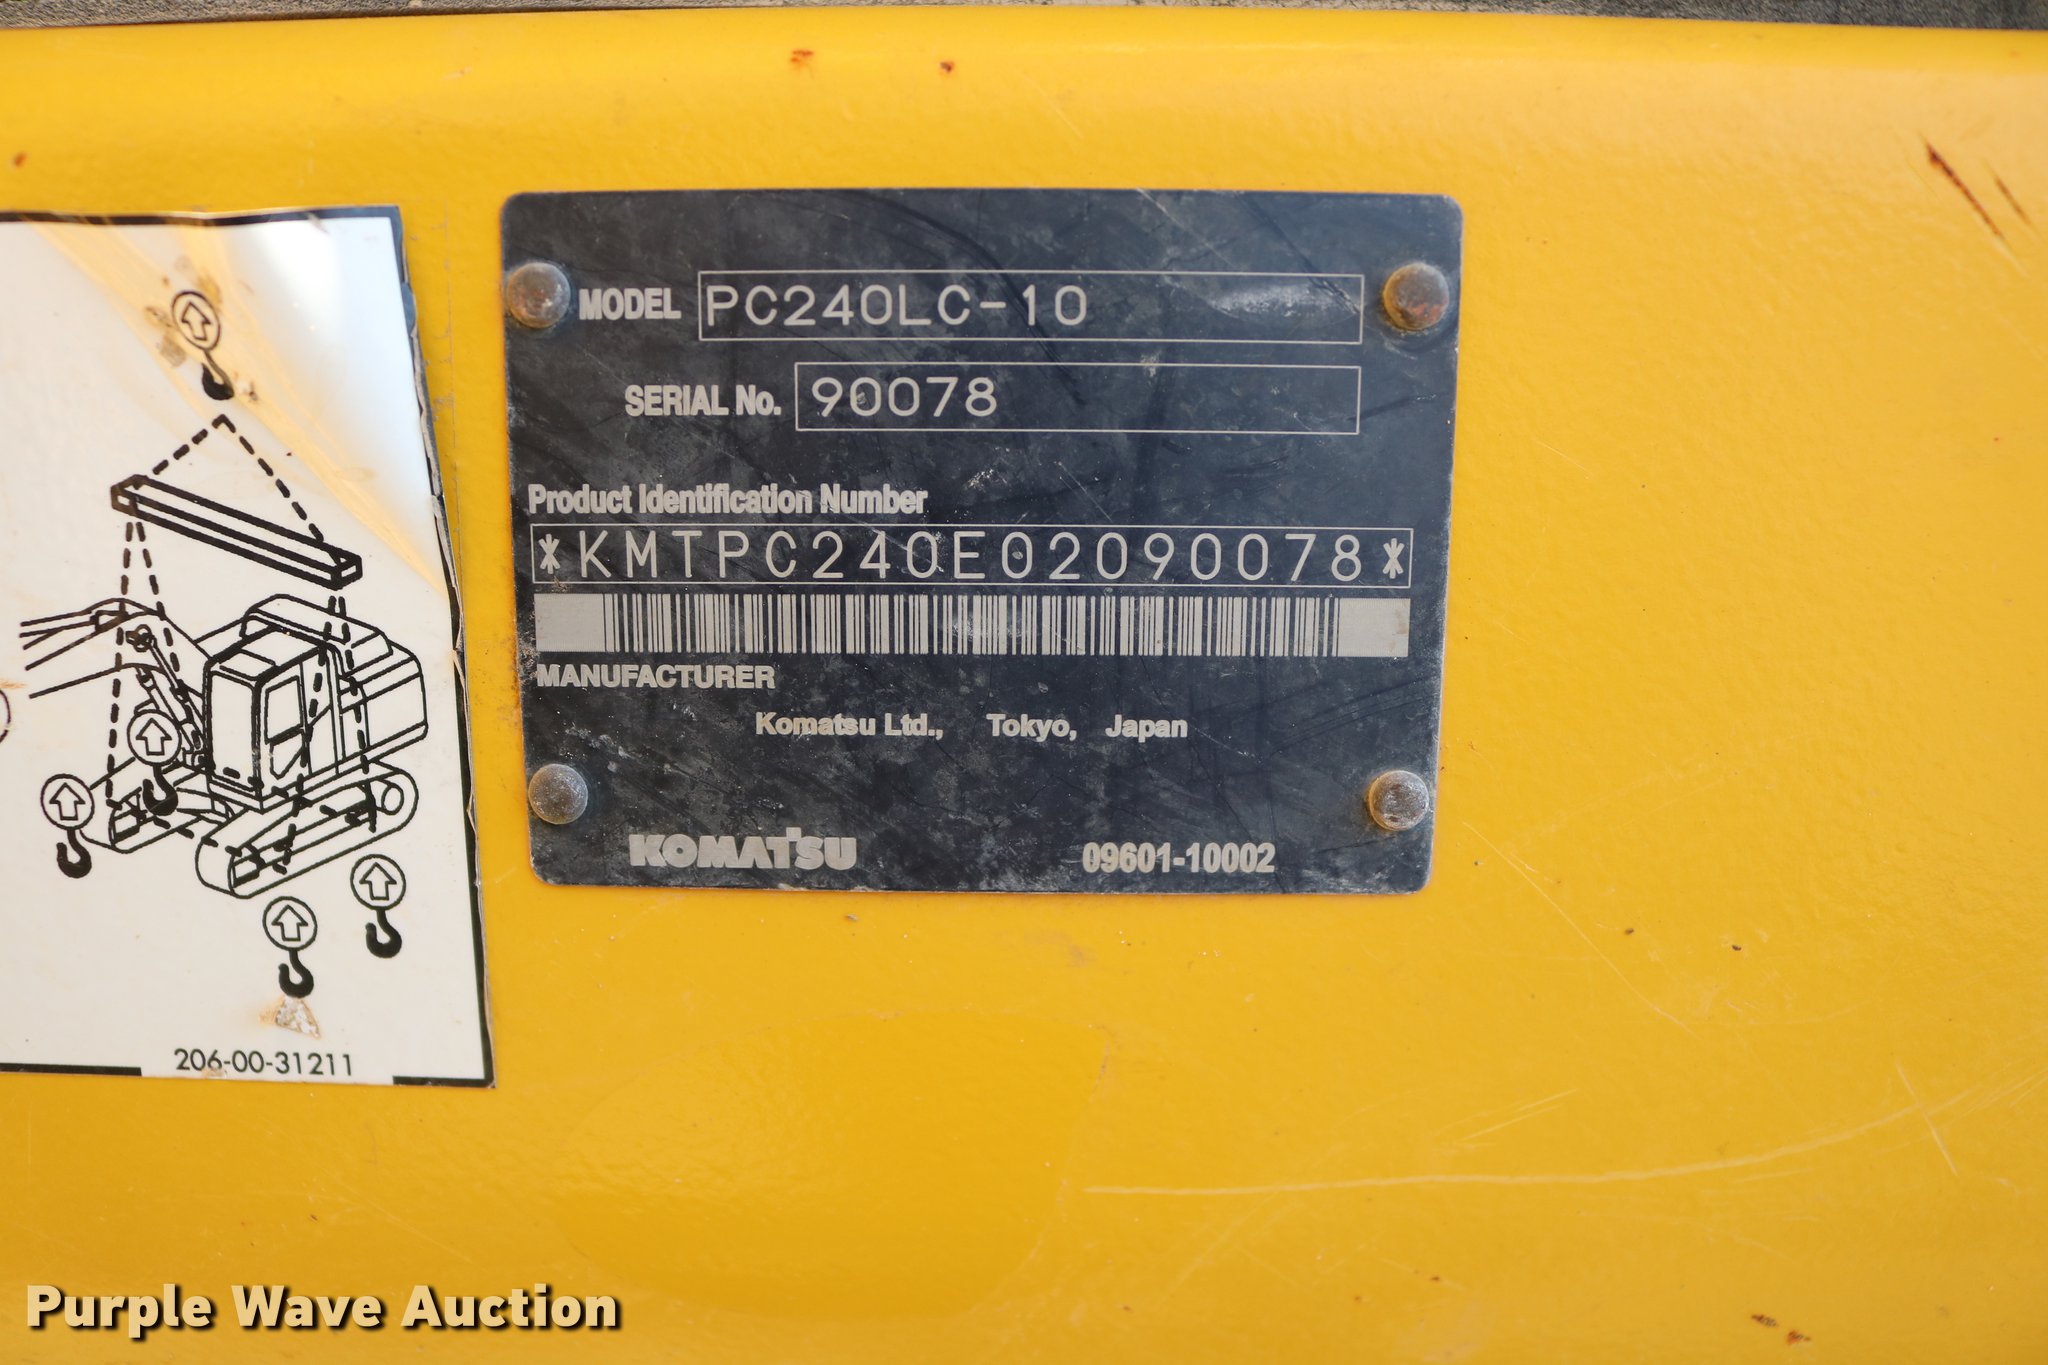 MODEL PC240LC-10
SERIAL No. 90078
Product Identification Number
*KMTPC240E02090078*
MANUFACTURER
Komatsu Ltd., Tokyo, Japan
KOMATSU 09601-10002
206-00-31211
Purple Wave Auction